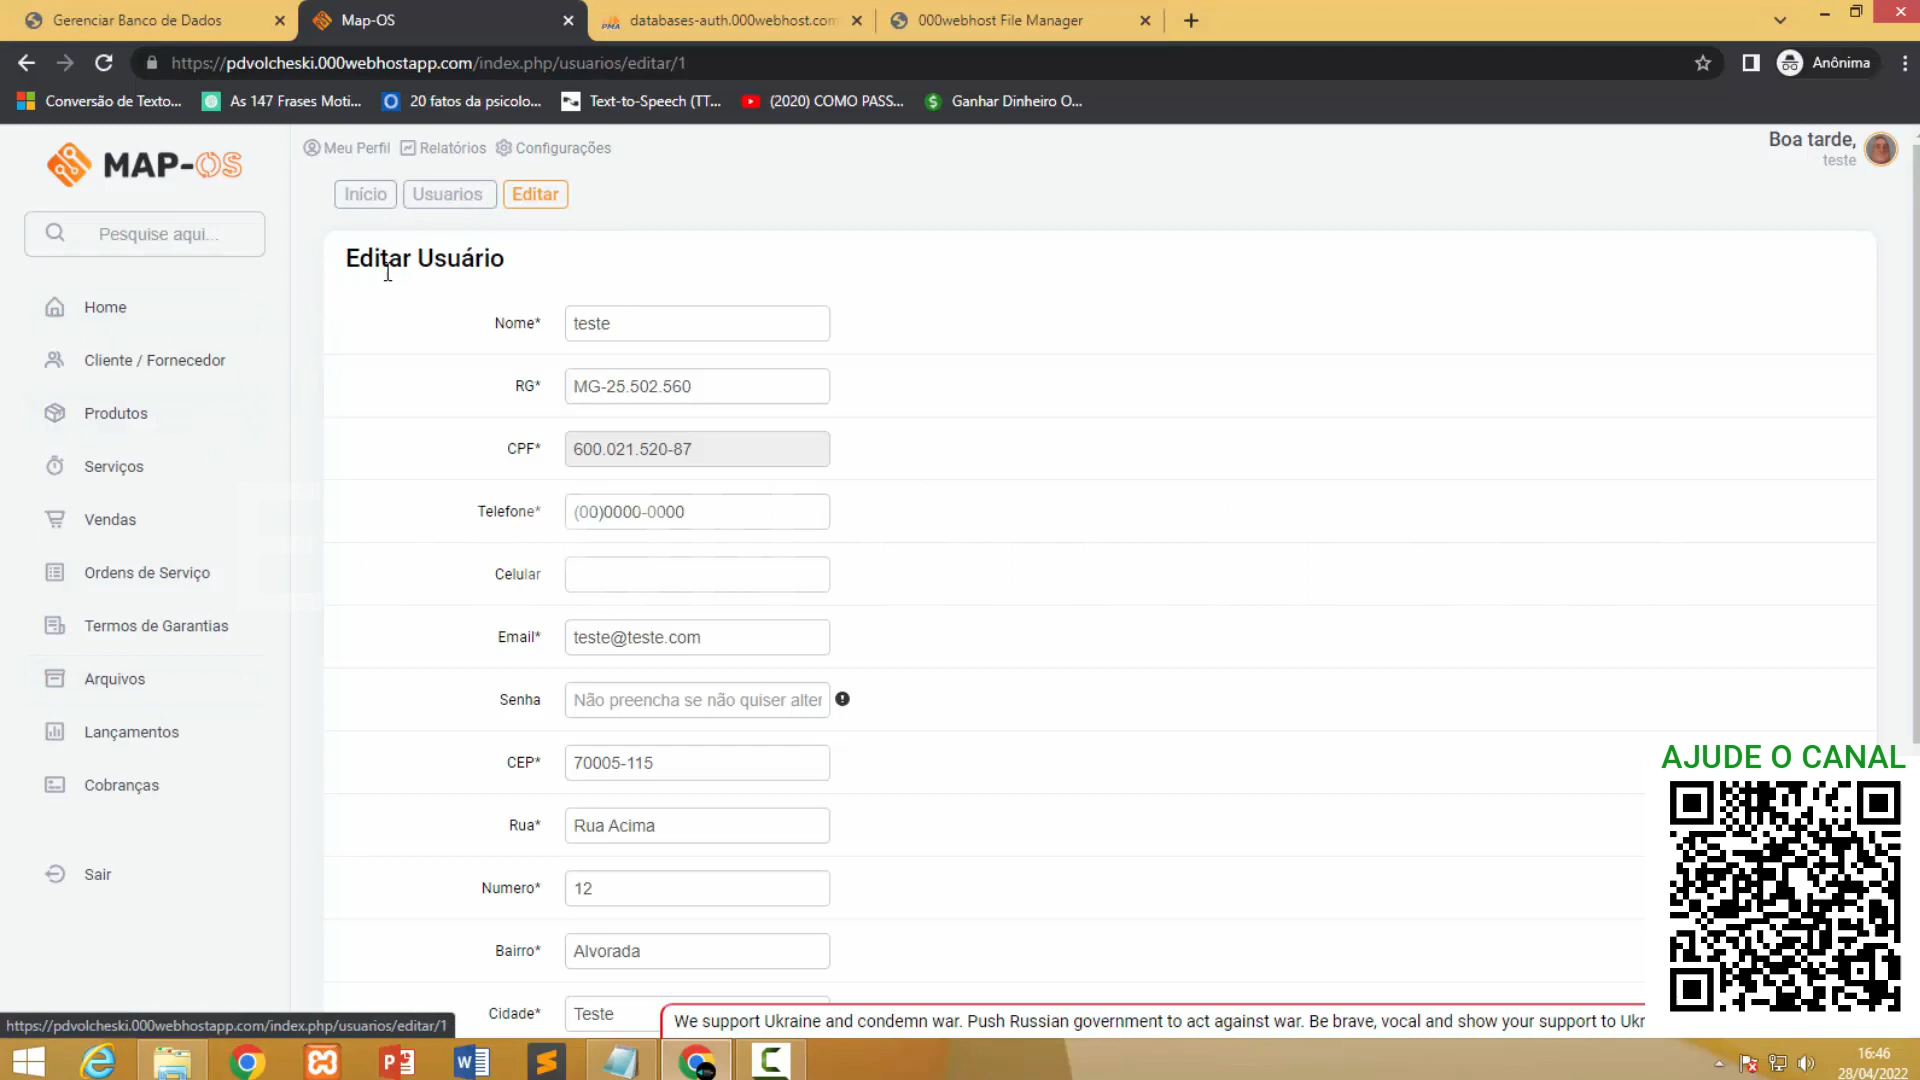 Gerenciar Banco de Dados
Map-OS
databases-auth.000webhost.com
000webhost File Manager
https://pdvolcheski.000webhostapp.com/index.php/usuarios/editar/1
Anônima
Conversão de Texto...
As 147 Frases Moti...
20 fatos da psicolo...
Text-to-Speech (TT...
(2020) COMO PASS...
Ganhar Dinheiro O...
MAP-OS
Meu Perfil
Relatórios
Configurações
Boa tarde,
teste
Início
Usuarios
Editar
Pesquise aqui...
Home
Cliente / Fornecedor
Produtos
Serviços
Vendas
Ordens de Serviço
Termos de Garantias
Arquivos
Lançamentos
Cobranças
Sair
Editar Usuário
Nome* teste
RG* MG-25.502.560
CPF* 600.021.520-87
Telefone* (00)0000-0000
Celular
Email* teste@teste.com
Senha Não preencha se não quiser alter
CEP* 70005-115
Rua* Rua Acima
Numero* 12
Bairro* Alvorada
Cidade* Teste
AJUDE O CANAL
We support Ukraine and condemn war. Push Russian government to act against war. Be brave, vocal and show your support to Ukr
https://pdvolcheski.000webhostapp.com/index.php/usuarios/editar/1
16:46
28/04/2022